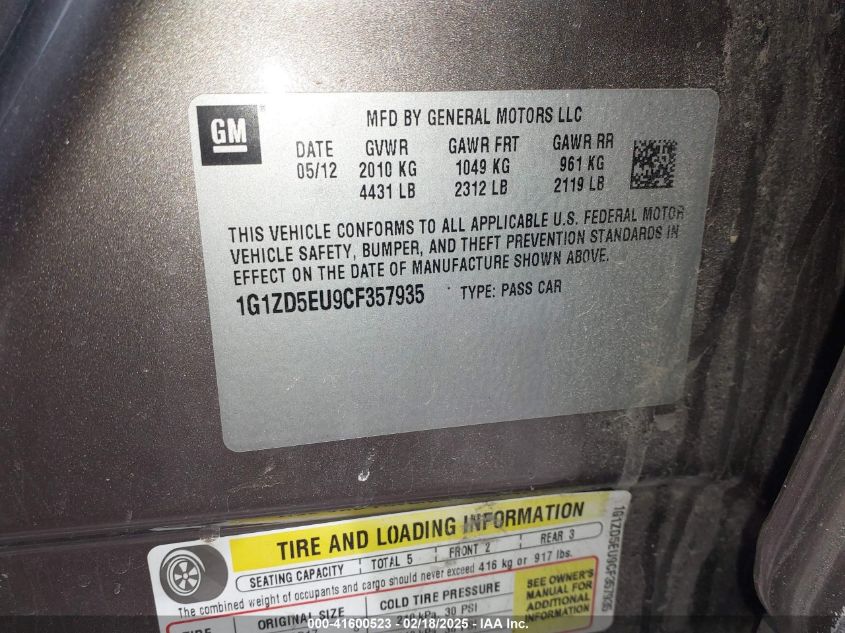 GM
MFD BY GENERAL MOTORS LLC
DATE GVWR GAWR FRT GAWR RR
05/12 2010 KG 1049 KG 961 KG
4431 LB 2312 LB 2119 LB
THIS VEHICLE CONFORMS TO ALL APPLICABLE U.S. FEDERAL MOTOR
VEHICLE SAFETY, BUMPER, AND THEFT PREVENTION STANDARDS IN
EFFECT ON THE DATE OF MANUFACTURE SHOWN ABOVE.
1G1ZD5EU9CF357935 TYPE: PASS CAR
TIRE AND LOADING INFORMATION
SEATING CAPACITY TOTAL 5 FRONT 2 REAR 3
The combined weight of occupants and cargo should never exceed 416 kg or 917 lbs.
ORIGINAL SIZE COLD TIRE PRESSURE
30 PSI
SEE OWNER'S
MANUAL FOR
ADDITIONAL
INFORMATION
1G1ZD5EU9CF357935
000-41600523 - 02/18/2025 - IAA Inc.